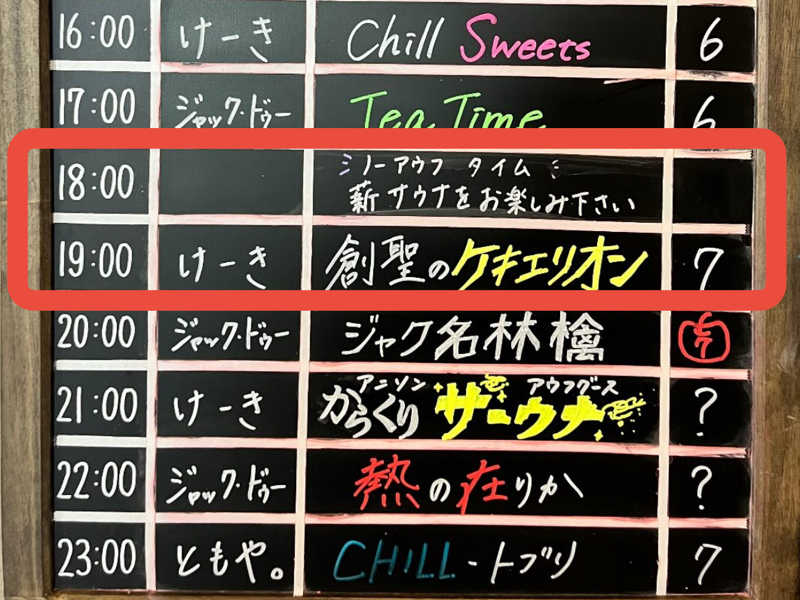 16:00 けーき Chill Sweets 6
17:00 ジャック・ドゥー Tea Time 6
18:00 ノーアウフ タイム
薪サウナをお楽しみ下さい
19:00 けーき 創聖のケキエリオン 7
20:00 ジャック・ドゥー ジャク名林檎 7
アニソン アウフグース
21:00 けーき からくりサーウナー ?
22:00 ジャック・ドゥー 熱の在りか ?
23:00 ともや。 CHILL-トブリ 7